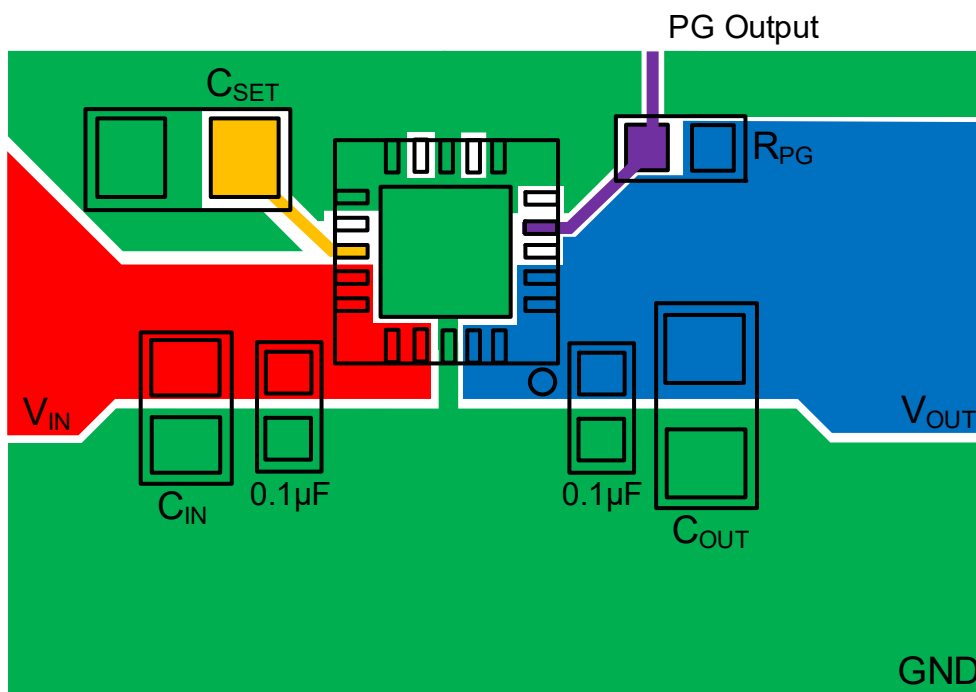 PG Output
CSET
RPG
VIN
VOUT
0.1µF
0.1µF
CIN
COUT
GND